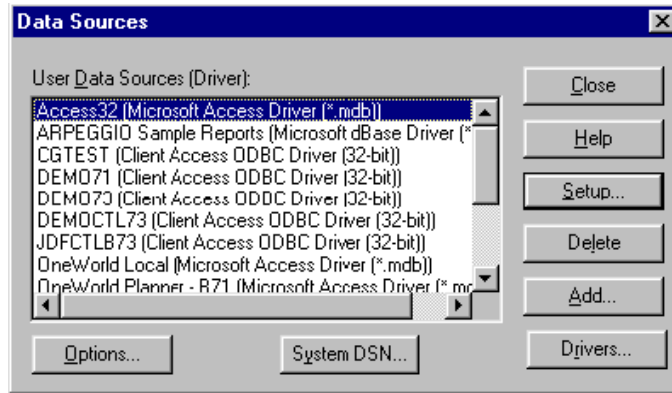 Data Sources
User Data Sources (Driver):
Access32 (Microsoft Access Driver (*.mdb))
ARPEGGIO Sample Reports (Microsoft dBase Driver (*
CGTEST (Client Access ODBC Driver (32-bit))
DEMO71 (Client Access ODBC Driver (32-bit))
DEMO73 (Client Access ODBC Driver (32-bit))
DEMOCTL73 (Client Access ODBC Driver (32-bit))
JDFCTLB73 (Client Access ODBC Driver (32-bit))
OneWorld Local (Microsoft Access Driver (*.mdb))
OneWorld Planner - B71 (Microsoft Access Driver (*.md
Close
Help
Setup...
Delete
Add...
Drivers...
Options...
System DSN...